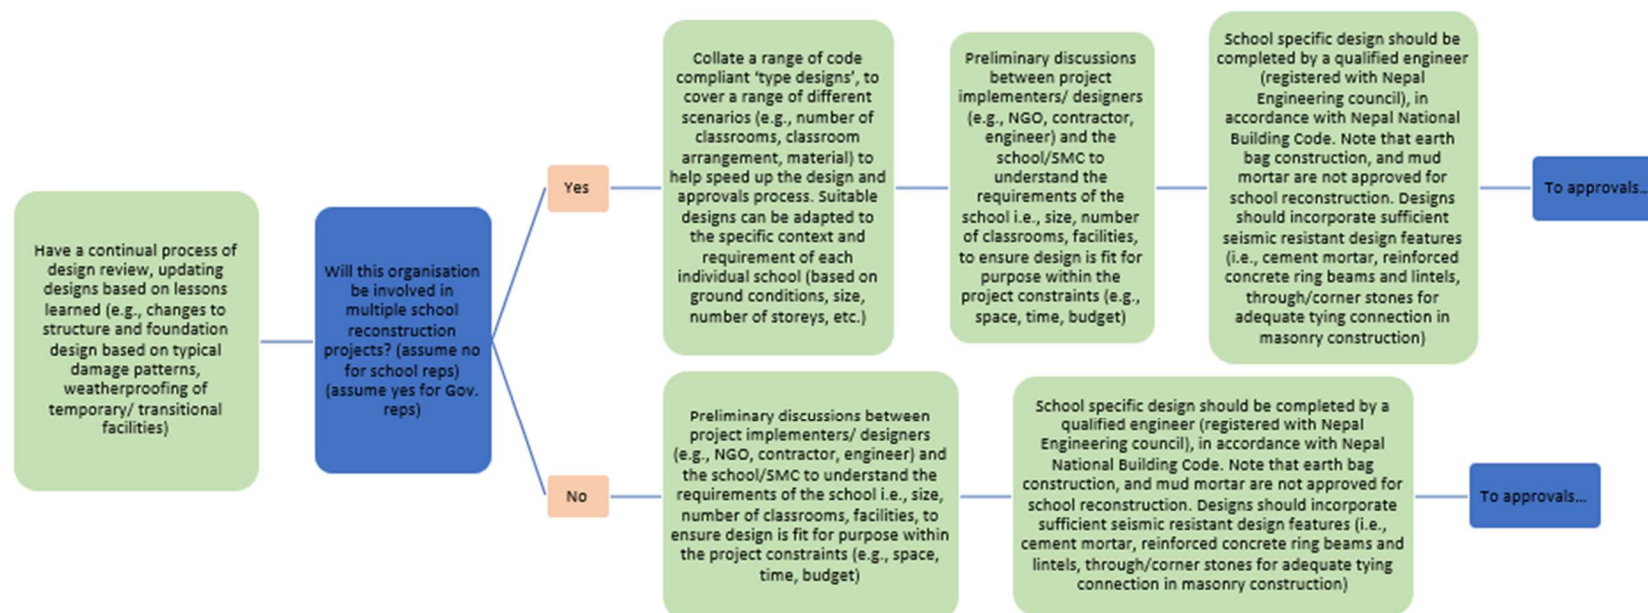 Have a continual process of
design review, updating
designs based on lessons
learned (e.g., changes to
structure and foundation
design based on typical
damage patterns,
weatherproofing of
temporary/ transitional
facilities)
Will this organisation
be involved in
multiple school
reconstruction
projects? (assume no
for school reps)
(assume yes for Gov.
reps)
Yes
Collate a range of code
compliant ‘type designs’, to
cover a range of different
scenarios (e.g., number of
classrooms, classroom
arrangement, material) to
help speed up the design and
approvals process. Suitable
designs can be adapted to
the specific context and
requirement of each
individual school (based on
ground conditions, size,
number of storeys, etc.)
Preliminary discussions
between project
implementers/ designers
(e.g., NGO, contractor,
engineer) and the
school/SMC to
understand the
requirements of the
school i.e., size, number
of classrooms, facilities,
to ensure design is fit for
purpose within the
project constraints (e.g.,
space, time, budget)
School specific design should be
completed by a qualified engineer
(registered with Nepal
Engineering council), in
accordance with Nepal National
Building Code. Note that earth
bag construction, and mud
mortar are not approved for
school reconstruction. Designs
should incorporate sufficient
seismic resistant design features
(i.e., cement mortar, reinforced
concrete ring beams and lintels,
through/corner stones for
adequate tying connection in
masonry construction)
To approvals…
No
Preliminary discussions between
project implementers/ designers
(e.g., NGO, contractor, engineer) and
the school/SMC to understand the
requirements of the school i.e., size,
number of classrooms, facilities, to
ensure design is fit for purpose within
the project constraints (e.g., space,
time, budget)
School specific design should be completed by a
qualified engineer (registered with Nepal
Engineering council), in accordance with Nepal
National Building Code. Note that earth bag
construction, and mud mortar are not approved for
school reconstruction. Designs should incorporate
sufficient seismic resistant design features (i.e.,
cement mortar, reinforced concrete ring beams and
lintels, through/corner stones for adequate tying
connection in masonry construction)
To approvals…